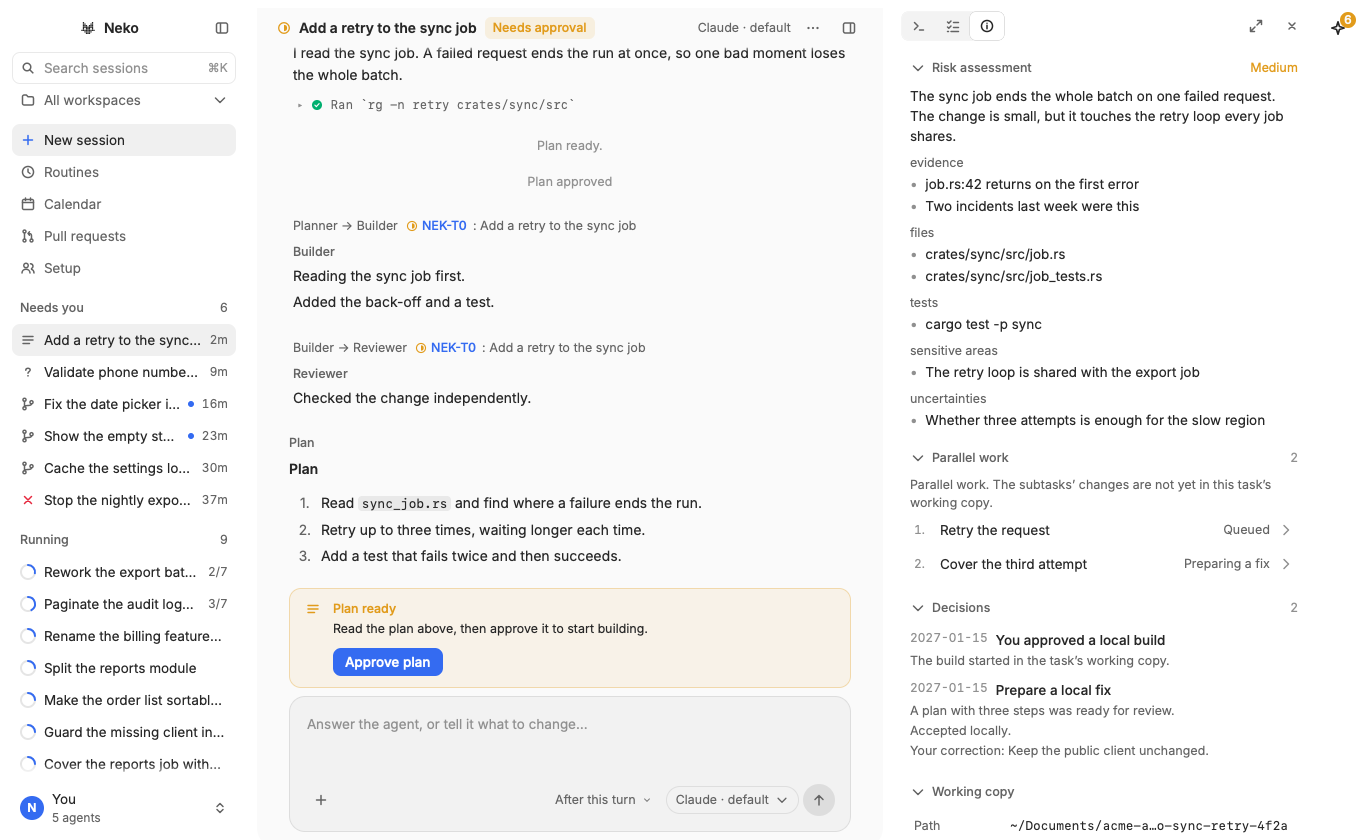 Neko
Search sessions ⌘K
All workspaces
New session
Routines
Calendar
Pull requests
Setup
Needs you 6
Add a retry to the sync... 2m
Validate phone numbe... 9m
Fix the date picker i... 16m
Show the empty st... 23m
Cache the settings lo... 30m
Stop the nightly expo... 37m
Running 9
Rework the export bat... 2/7
Paginate the audit log... 3/7
Rename the billing feature...
Split the reports module
Make the order list sortabl...
Guard the missing client in...
Cover the reports job with...
N
You
5 agents
Add a retry to the sync job Needs approval Claude · default
I read the sync job. A failed request ends the run at once, so one bad moment loses
the whole batch.
Ran `rg -n retry crates/sync/src`
Plan ready.
Plan approved
Planner → Builder NEK-T0 : Add a retry to the sync job
Builder
Reading the sync job first.
Added the back-off and a test.
Builder → Reviewer NEK-T0 : Add a retry to the sync job
Reviewer
Checked the change independently.
Plan
Plan
1. Read sync_job.rs and find where a failure ends the run.
2. Retry up to three times, waiting longer each time.
3. Add a test that fails twice and then succeeds.
Plan ready
Read the plan above, then approve it to start building.
Approve plan
Answer the agent, or tell it what to change...
After this turn Claude · default
6
Risk assessment Medium
The sync job ends the whole batch on one failed request.
The change is small, but it touches the retry loop every job
shares.
evidence
• job.rs:42 returns on the first error
• Two incidents last week were this
files
• crates/sync/src/job.rs
• crates/sync/src/job_tests.rs
tests
• cargo test -p sync
sensitive areas
• The retry loop is shared with the export job
uncertainties
• Whether three attempts is enough for the slow region
Parallel work 2
Parallel work. The subtasks’ changes are not yet in this task’s
working copy.
1. Retry the request Queued
2. Cover the third attempt Preparing a fix
Decisions 2
2027-01-15 You approved a local build
The build started in the task’s working copy.
2027-01-15 Prepare a local fix
A plan with three steps was ready for review.
Accepted locally.
Your correction: Keep the public client unchanged.
Working copy
Path ~/Documents/acme-a…o-sync-retry-4f2a